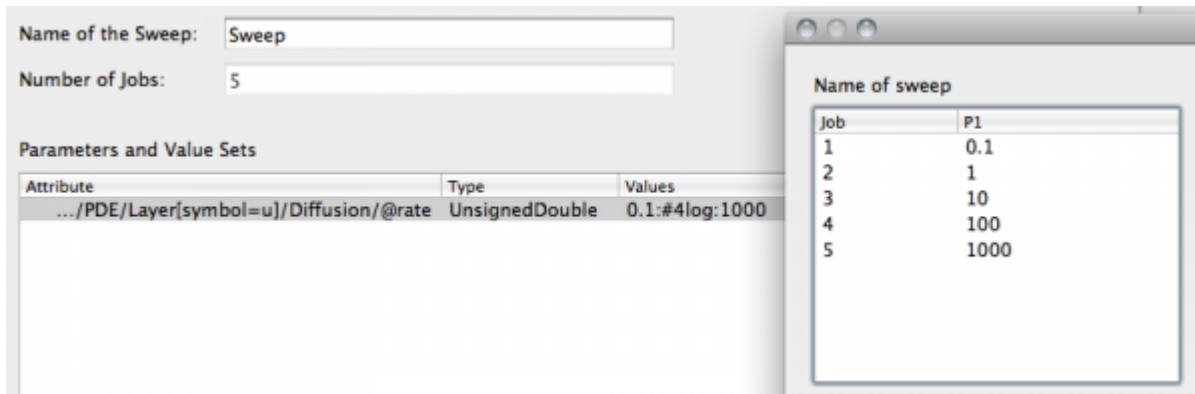 Name of the Sweep: Sweep
Number of Jobs: 5
Parameters and Value Sets
Attribute Type Values
.../PDE/Layer[symbol=u]/Diffusion/@rate UnsignedDouble 0.1:#4log:1000
Name of sweep
Job P1
1 0.1
2 1
3 10
4 100
5 1000